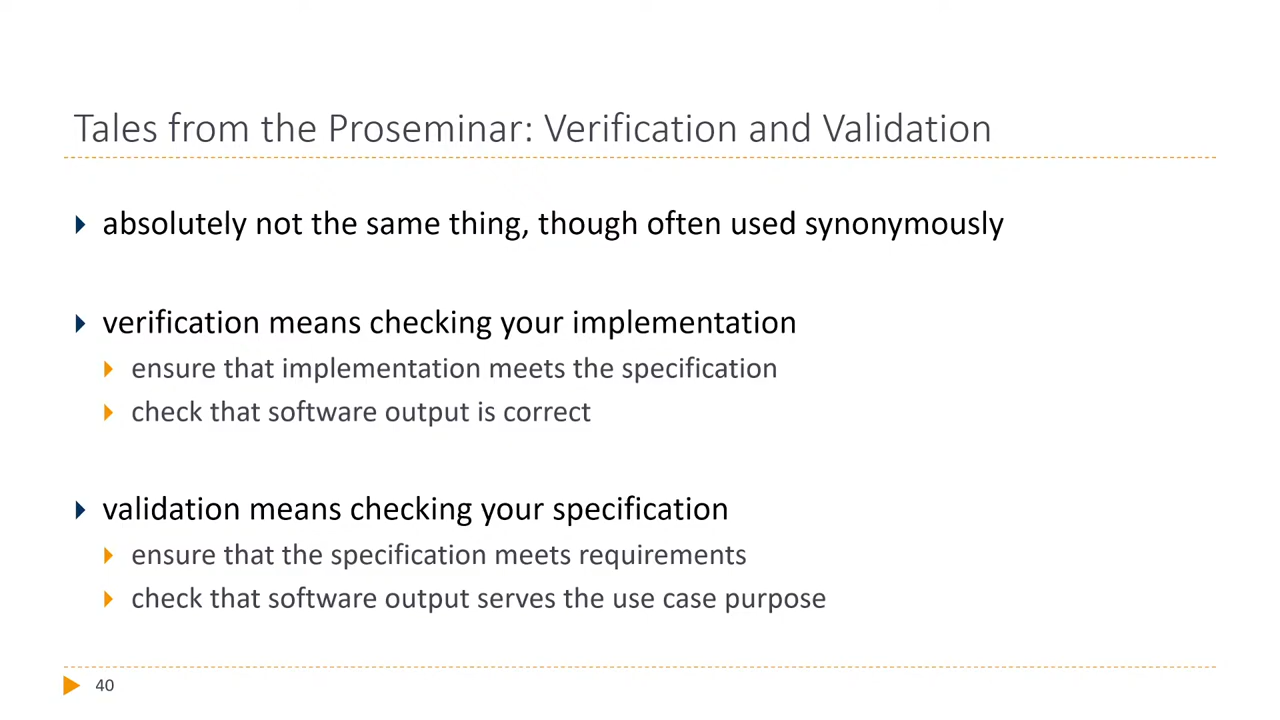 Tales from the Proseminar: Verification and Validation
absolutely not the same thing, though often used synonymously
verification means checking your implementation
ensure that implementation meets the specification
check that software output is correct
validation means checking your specification
ensure that the specification meets requirements
check that software output serves the use case purpose
40